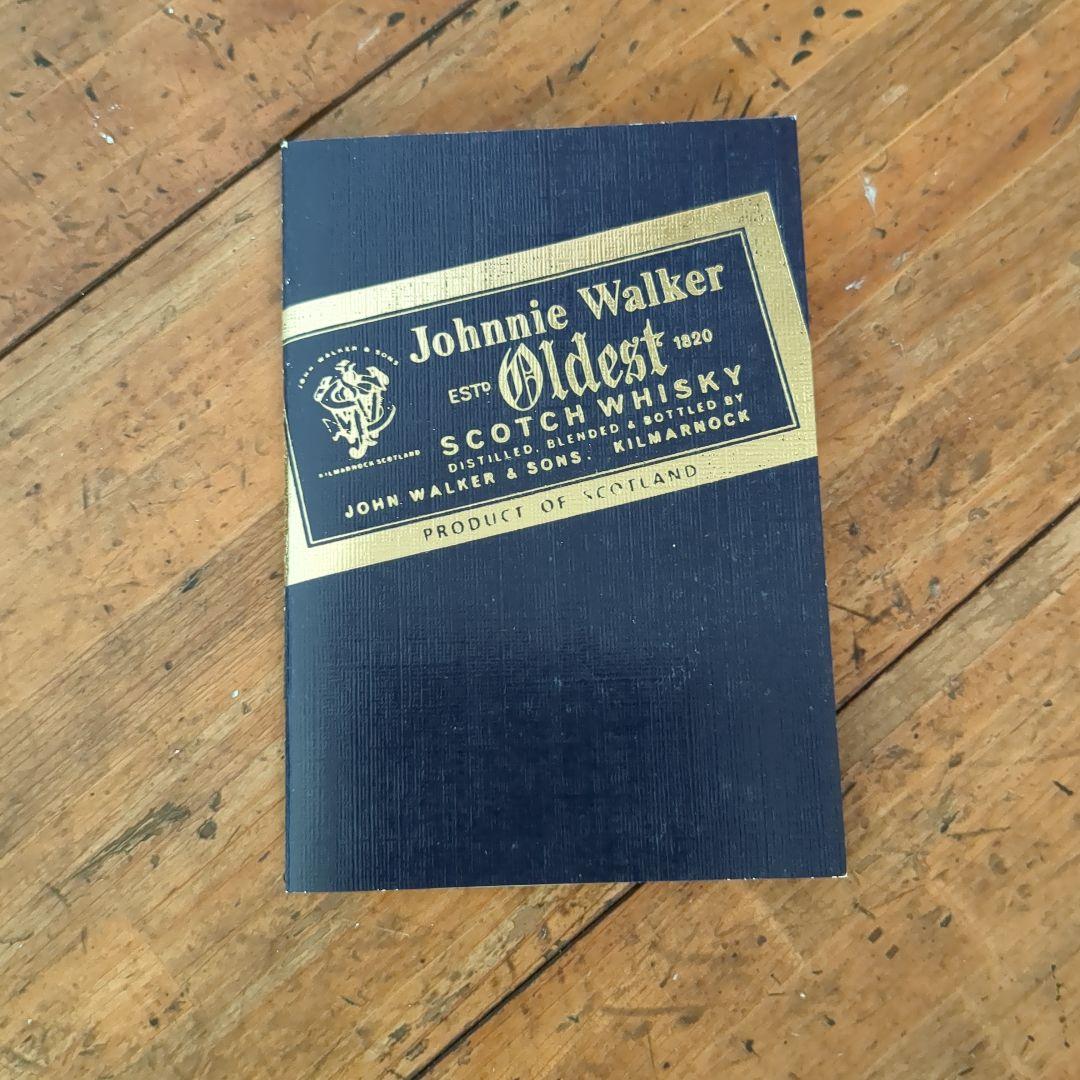 JOHN WALKER & SONS
KILMARNOCK SCOTLAND
Johnnie Walker
ESTD Oldest 1820
SCOTCH WHISKY
DISTILLED, BLENDED & BOTTLED BY
JOHN WALKER & SONS, KILMARNOCK
PRODUCT OF SCOTLAND